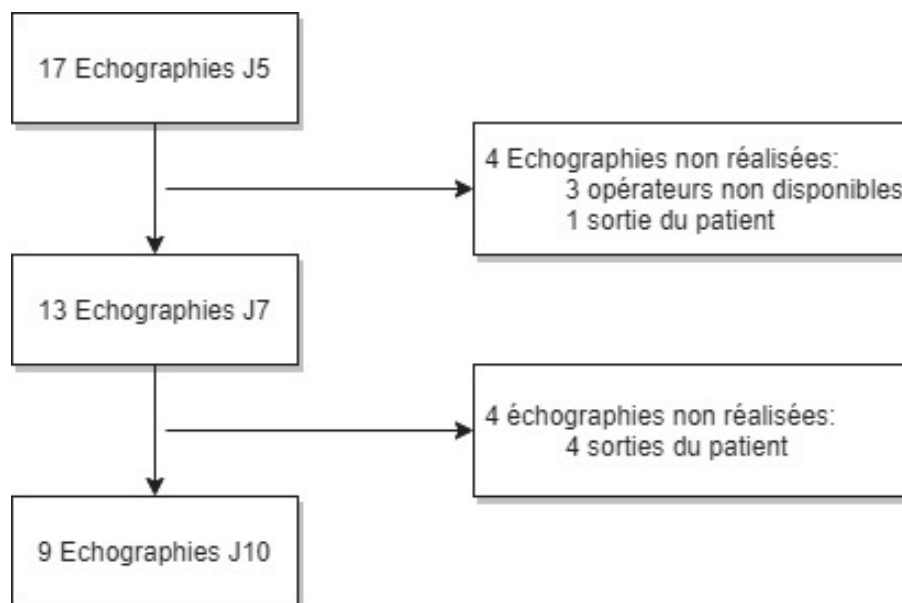 17 Echographies J5
4 Echographies non réalisées:
3 opérateurs non disponibles
1 sortie du patient
13 Echographies J7
4 échographies non réalisées:
4 sorties du patient
9 Echographies J10